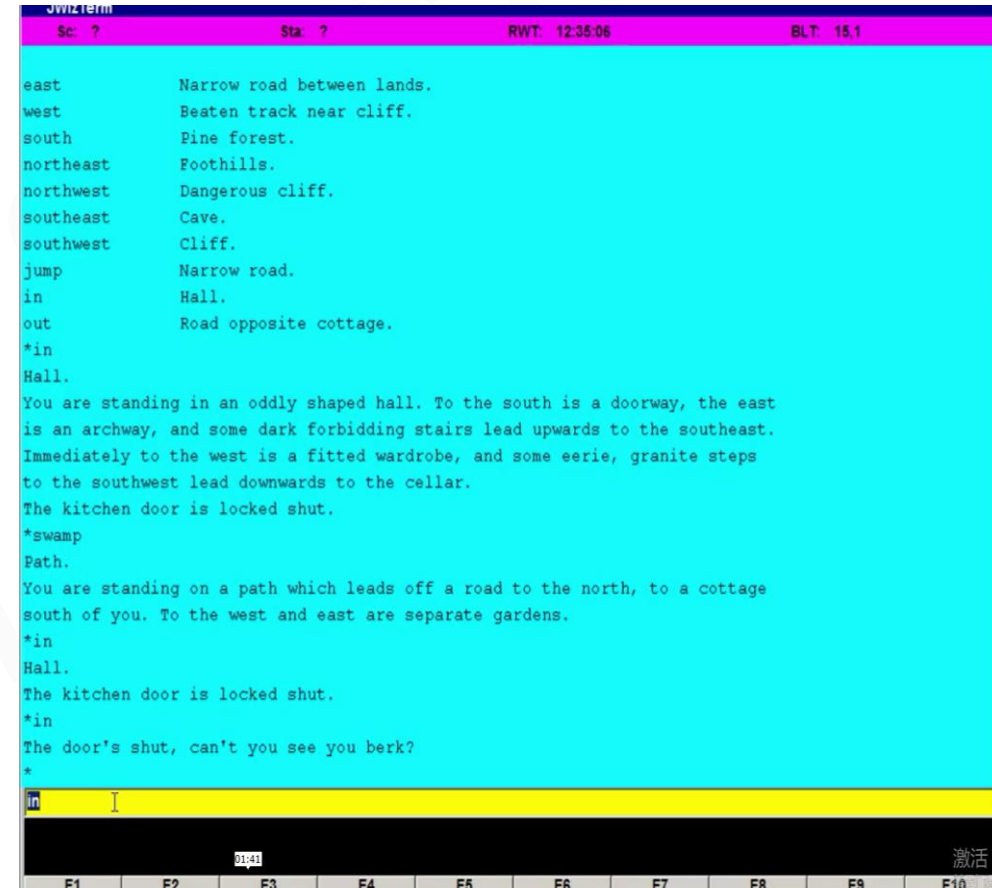 JWizTerm
Sc: ? Sta: ? RWT: 12:35:06 BLT: 15,1
east Narrow road between lands.
west Beaten track near cliff.
south Pine forest.
northeast Foothills.
northwest Dangerous cliff.
southeast Cave.
southwest Cliff.
jump Narrow road.
in Hall.
out Road opposite cottage.
*in
Hall.
You are standing in an oddly shaped hall. To the south is a doorway, the east
is an archway, and some dark forbidding stairs lead upwards to the southeast.
Immediately to the west is a fitted wardrobe, and some eerie, granite steps
to the southwest lead downwards to the cellar.
The kitchen door is locked shut.
*swamp
Path.
You are standing on a path which leads off a road to the north, to a cottage
south of you. To the west and east are separate gardens.
*in
Hall.
The kitchen door is locked shut.
*in
The door's shut, can't you see you berk?
*
in
01:41
激活
F1 F2 F3 F4 F5 F6 F7 F8 F9 F10